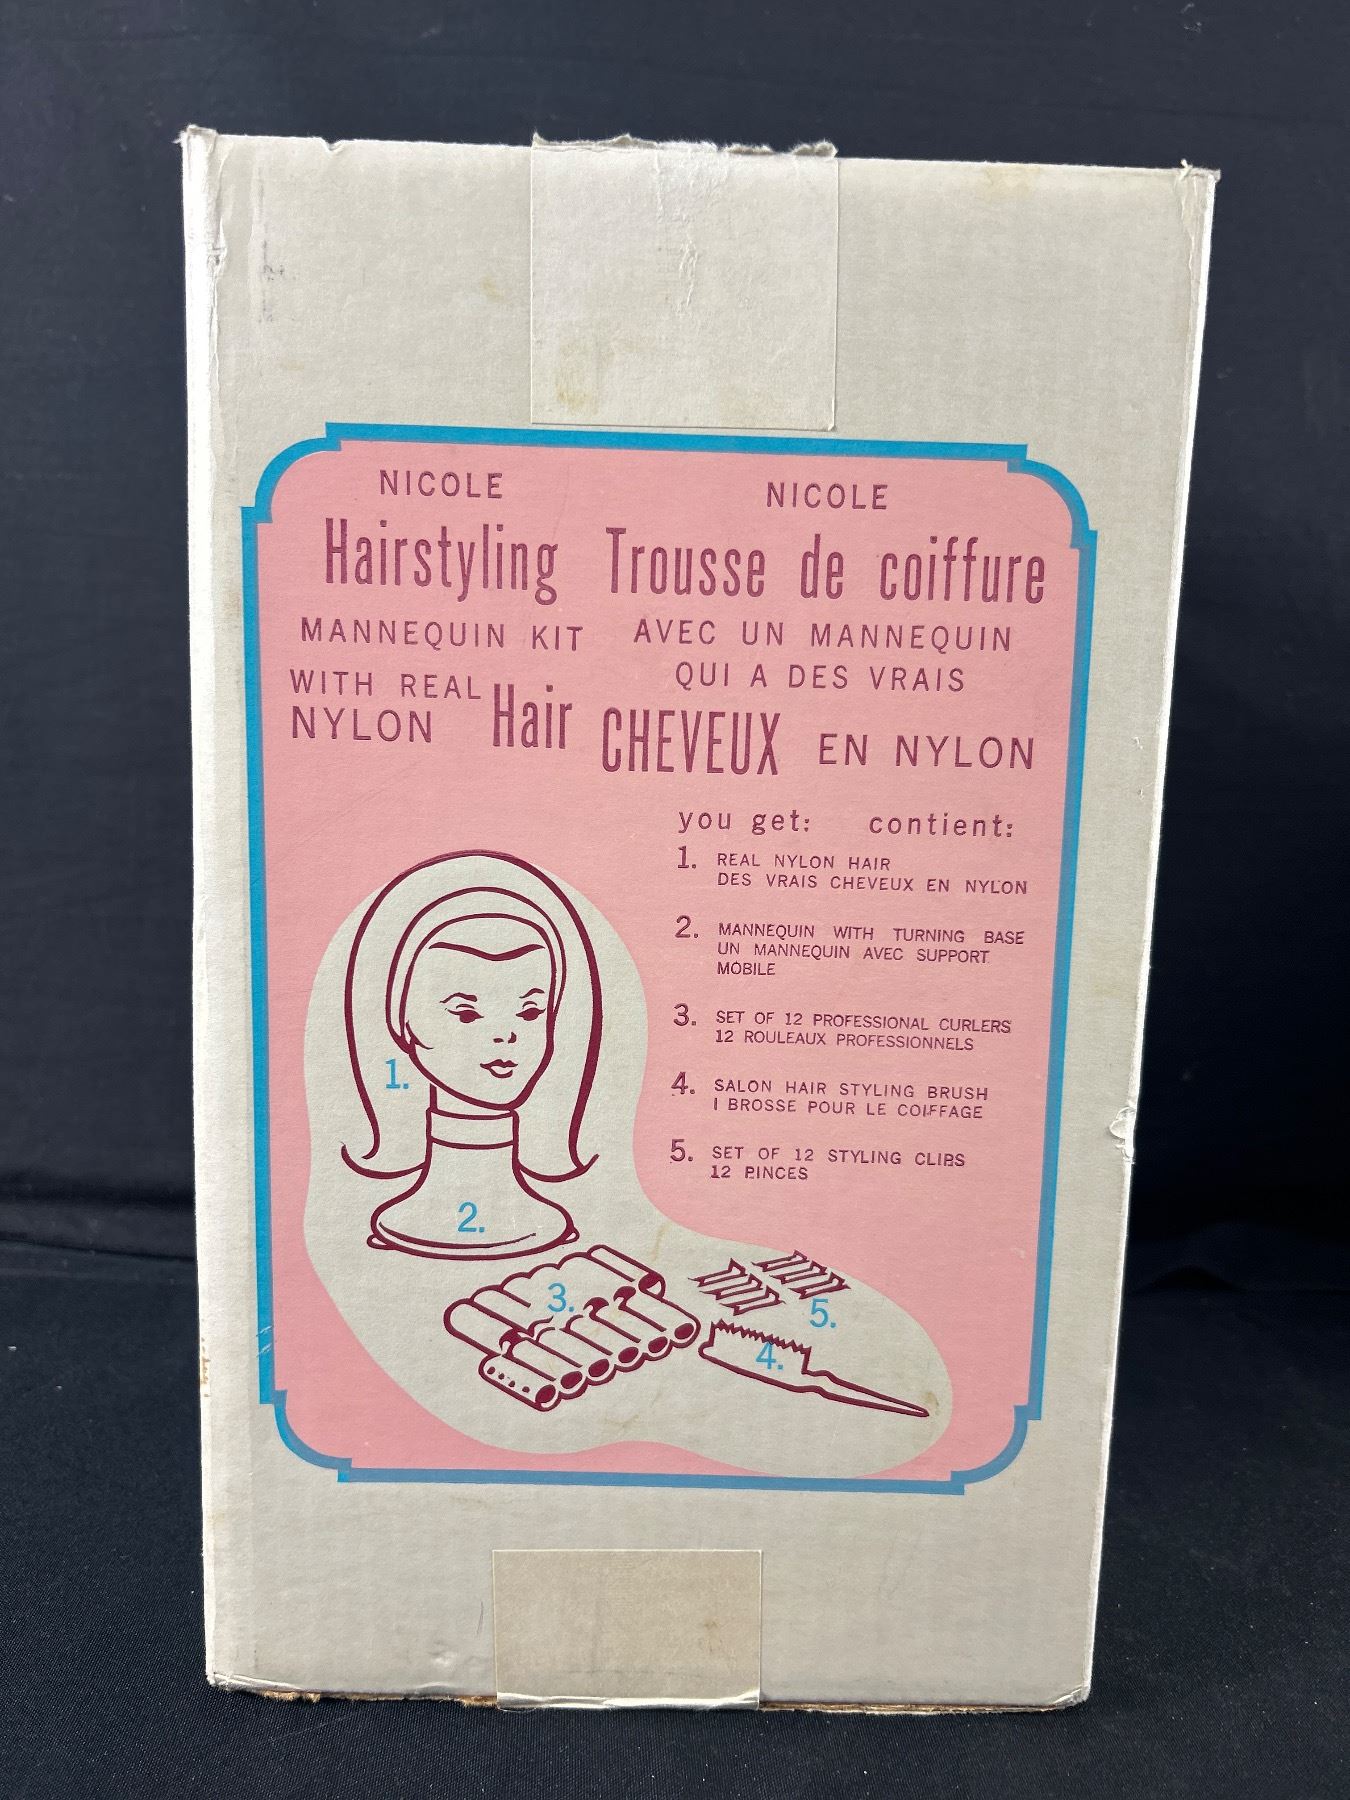 NICOLE
Hairstyling
MANNEQUIN KIT
WITH REAL
NYLON Hair
NICOLE
Trousse de coiffure
AVEC UN MANNEQUIN
QUI A DES VRAIS
CHEVEUX EN NYLON
you get: contient:
1. REAL NYLON HAIR
DES VRAIS CHEVEUX EN NYLON
2. MANNEQUIN WITH TURNING BASE
UN MANNEQUIN AVEC SUPPORT
MOBILE
3. SET OF 12 PROFESSIONAL CURLERS
12 ROULEAUX PROFESSIONNELS
4. SALON HAIR STYLING BRUSH
1 BROSSE POUR LE COIFFAGE
5. SET OF 12 STYLING CLIPS
12 PINCES
1.
2.
3.
5.
4.